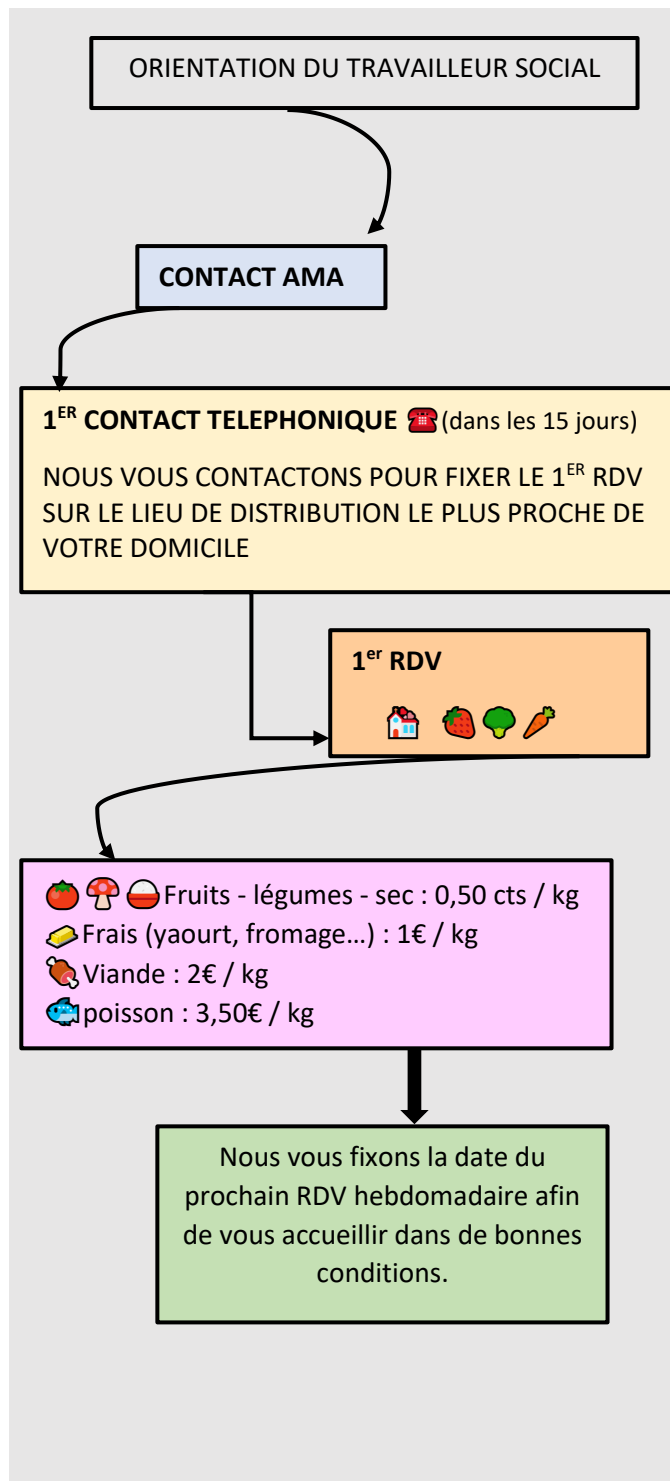 ORIENTATION DU TRAVAILLEUR SOCIAL
CONTACT AMA
1ER CONTACT TELEPHONIQUE ☎️(dans les 15 jours)
NOUS VOUS CONTACTONS POUR FIXER LE 1ER RDV
SUR LE LIEU DE DISTRIBUTION LE PLUS PROCHE DE
VOTRE DOMICILE
1er RDV
Fruits - légumes - sec : 0,50 cts / kg
Frais (yaourt, fromage…) : 1€ / kg
Viande : 2€ / kg
poisson : 3,50€ / kg
Nous vous fixons la date du
prochain RDV hebdomadaire afin
de vous accueillir dans de bonnes
conditions.